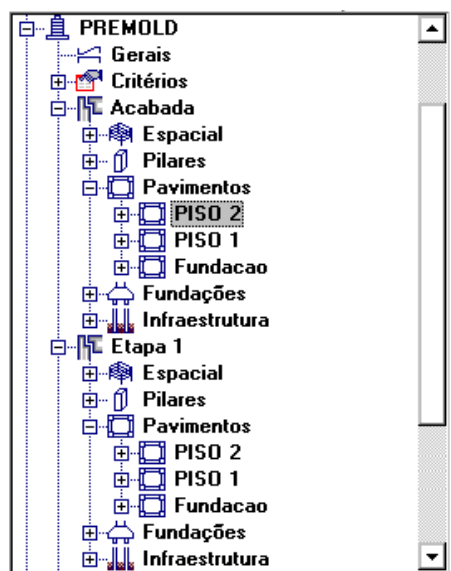 PREMOLD
Gerais
Critérios
Acabada
Espacial
Pilares
Pavimentos
PISO 2
PISO 1
Fundacao
Fundações
Infraestrutura
Etapa 1
Espacial
Pilares
Pavimentos
PISO 2
PISO 1
Fundacao
Fundações
Infraestrutura